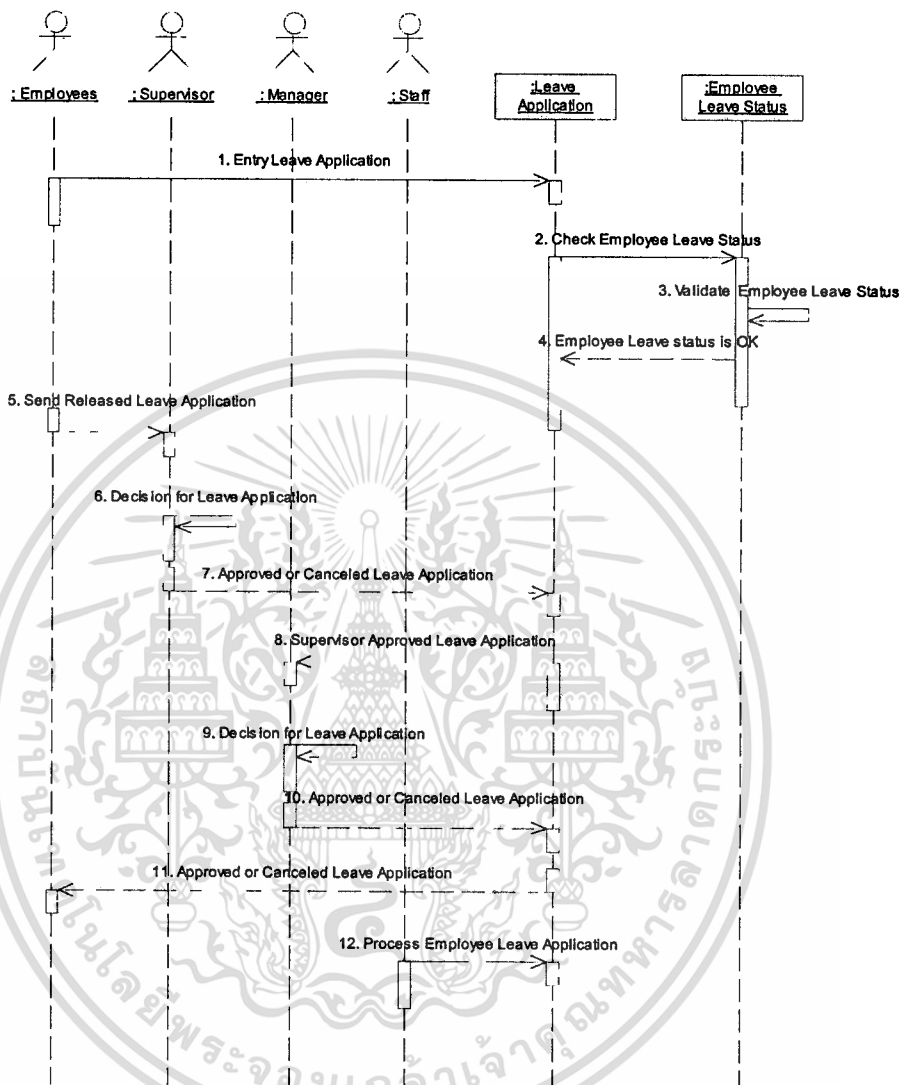 : Employees
: Supervisor
: Manager
: Staff
:Leave
Application
:Employee
Leave Status
1. Entry Leave Application
2. Check Employee Leave Status
3. Validate Employee Leave Status
4. Employee Leave status is OK
5. Send Released Leave Application
6. Decision for Leave Application
7. Approved or Canceled Leave Application
8. Supervisor Approved Leave Application
9. Decision for Leave Application
10. Approved or Canceled Leave Application
11. Approved or Canceled Leave Application
12. Process Employee Leave Application